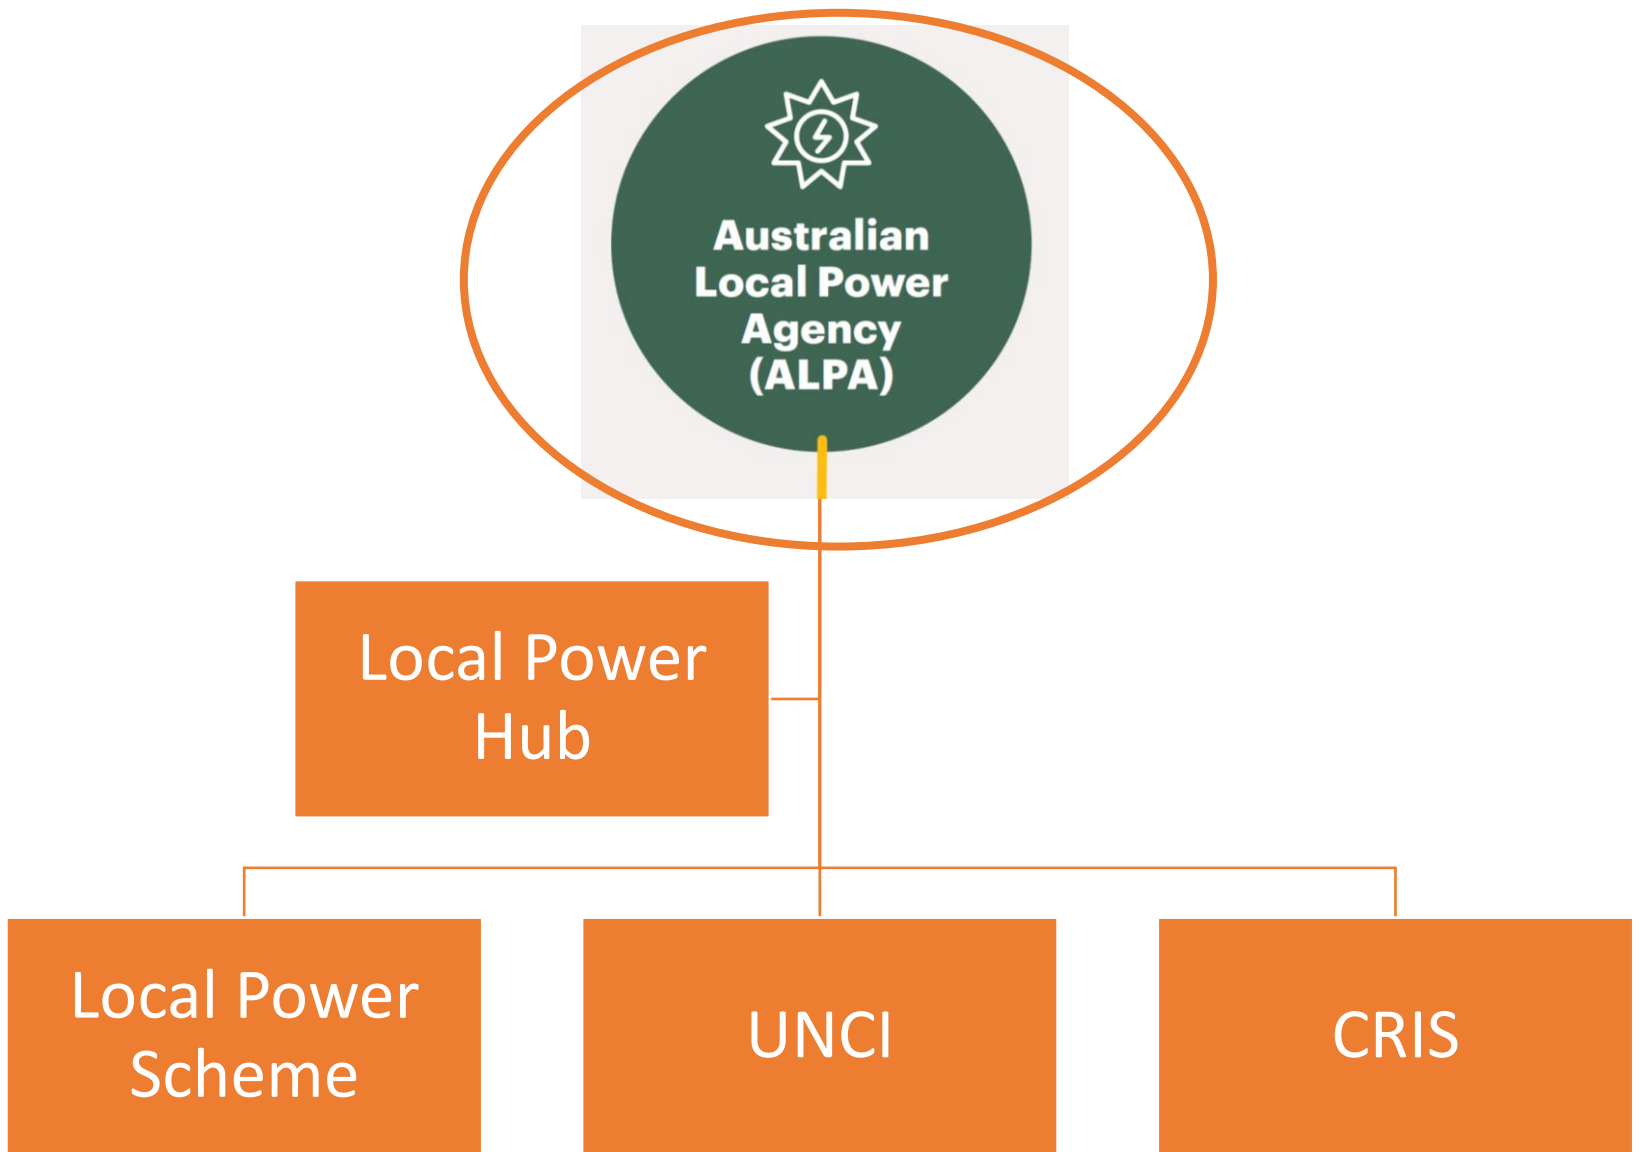 Australian
Local Power
Agency
(ALPA)
Local Power
Hub
Local Power
Scheme
UNCI
CRIS